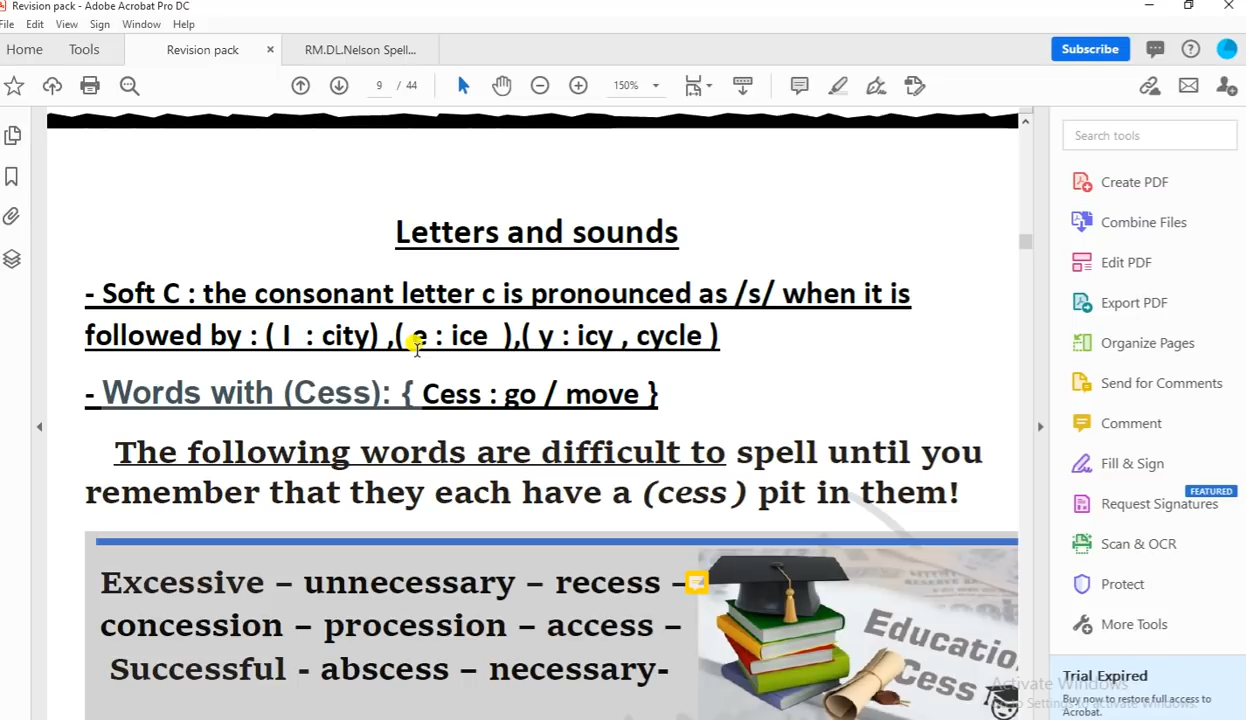 Revision pack - Adobe Acrobat Pro DC
File Edit View Sign Window Help
Home Tools Revision pack × RM.DL.Nelson Spell... Subscribe
9 / 44 150%
Search tools
Letters and sounds
- Soft C : the consonant letter c is pronounced as /s/ when it is
followed by : ( I : city) ,( e : ice ),( y : icy , cycle )
- Words with (Cess): { Cess : go / move }
The following words are difficult to spell until you
remember that they each have a (cess ) pit in them!
Excessive – unnecessary – recess –
concession – procession – access –
Successful - abscess – necessary-
Educatio
Cess
Create PDF
Combine Files
Edit PDF
Export PDF
Organize Pages
Send for Comments
Comment
Fill & Sign
FEATURED
Request Signatures
Scan & OCR
Protect
More Tools
Trial Expired
Activate Windows
Buy now to restore full access to
Acrobat.